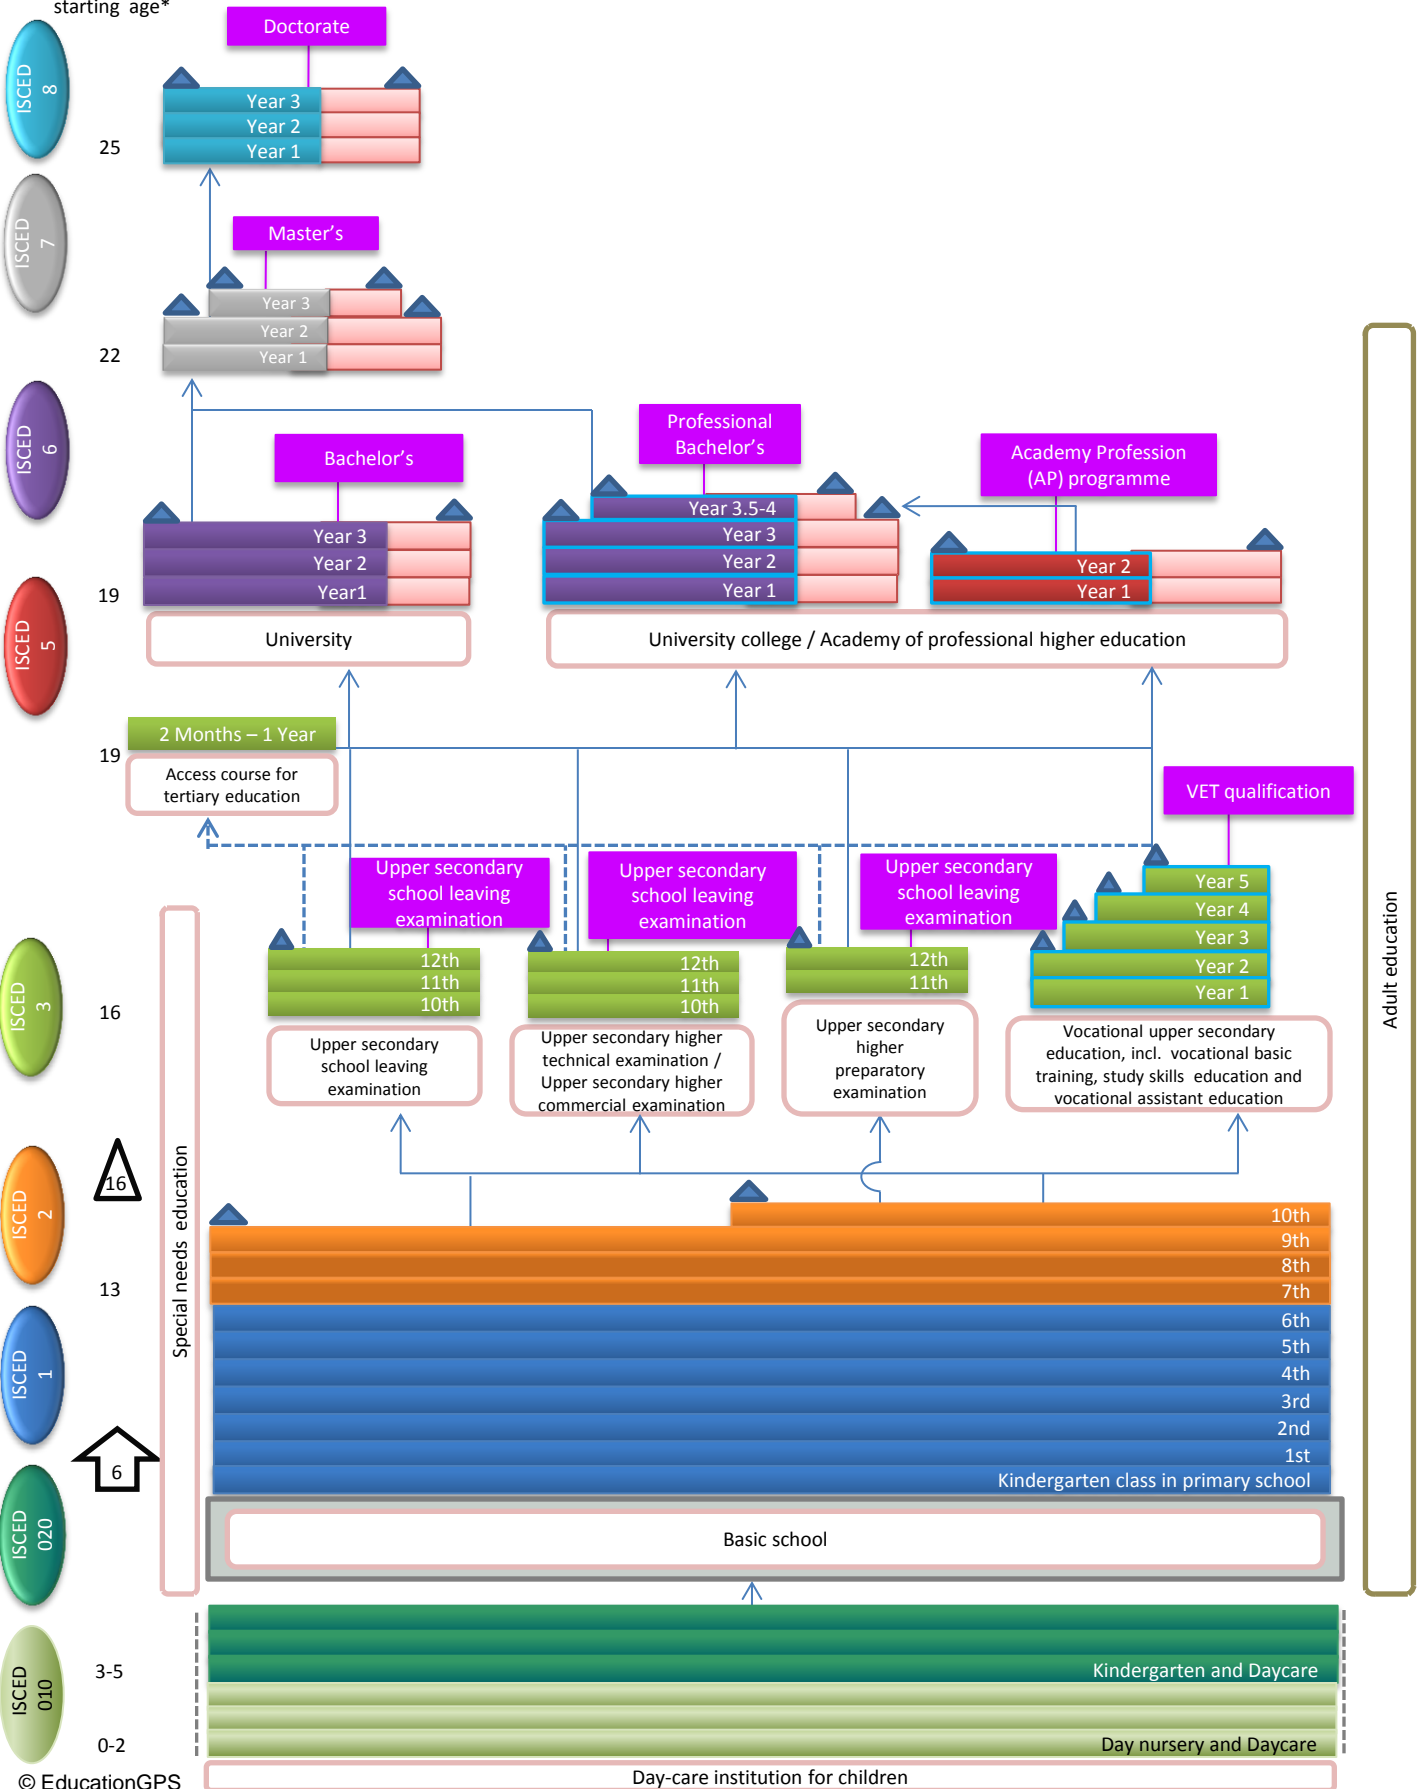 starting age*
Doctorate
ISCED
8
Year 3
Year 2
Year 1
25
Master's
ISCED
7
Year 3
Year 2
Year 1
22
Professional
Bachelor's
Bachelor's
Academy Profession
(AP) programme
ISCED
6
Year 3
Year 2
Year1
Year 3.5-4
Year 3
Year 2
Year 1
Year 2
Year 1
19
University
University college / Academy of professional higher education
ISCED
5
2 Months – 1 Year
19
Access course for
tertiary education
VET qualification
Upper secondary
school leaving
examination
Upper secondary
school leaving
examination
Upper secondary
school leaving
examination
Year 5
Year 4
Year 3
Year 2
Year 1
12th
11th
10th
12th
11th
10th
12th
11th
ISCED
3
16
Upper secondary
school leaving
examination
Upper secondary higher
technical examination /
Upper secondary higher
commercial examination
Upper secondary
higher
preparatory
examination
Vocational upper secondary
education, incl. vocational basic
training, study skills education and
vocational assistant education
Adult education
Special needs education
16
ISCED
2
10th
9th
8th
7th
13
6th
5th
4th
3rd
2nd
1st
Kindergarten class in primary school
ISCED
1
6
Basic school
ISCED
020
Kindergarten and Daycare
3-5
ISCED
010
Day nursery and Daycare
0-2
Day-care institution for children
© EducationGPS